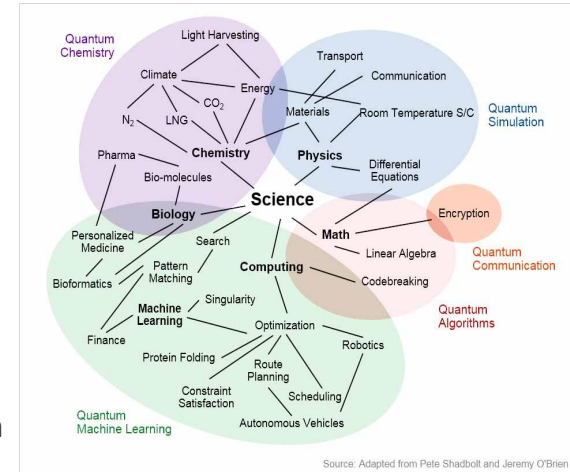 Quantum
Chemistry
Light Harvesting
Climate
Energy
CO2
N2
LNG
Chemistry
Pharma
Bio-molecules
Biology
Transport
Communication
Materials
Room Temperature S/C
Physics
Differential
Equations
Quantum
Simulation
Science
Math
Encryption
Linear Algebra
Codebreaking
Quantum
Communication
Quantum
Algorithms
Personalized
Medicine
Search
Computing
Bioformatics
Pattern
Matching
Machine
Learning
Singularity
Finance
Optimization
Robotics
Protein Folding
Route
Planning
Constraint
Satisfaction
Scheduling
Autonomous Vehicles
Quantum
Machine Learning
Source: Adapted from Pete Shadbolt and Jeremy O'Brien